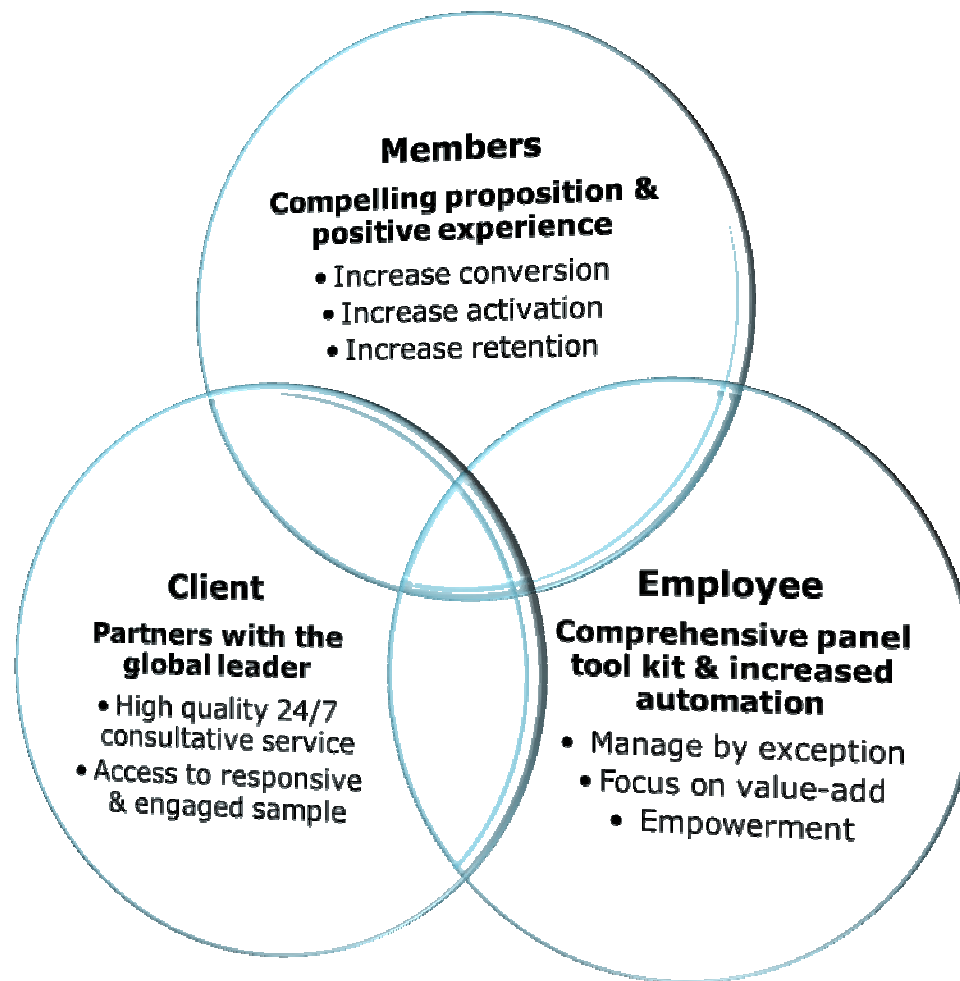 Members
Compelling proposition &
positive experience
• Increase conversion
• Increase activation
• Increase retention
Client
Partners with the
global leader
• High quality 24/7
consultative service
• Access to responsive
& engaged sample
Employee
Comprehensive panel
tool kit & increased
automation
• Manage by exception
• Focus on value-add
• Empowerment